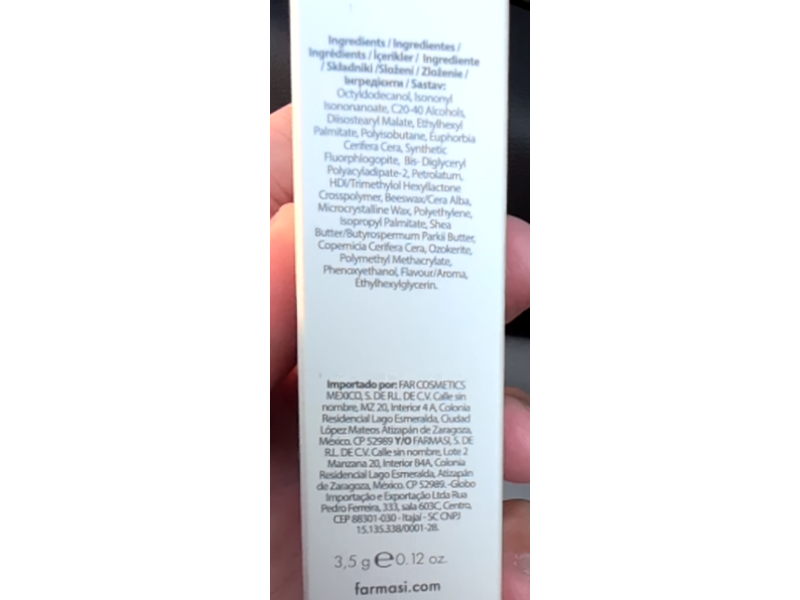 Ingredients / Ingredientes /
Ingrédients / İçerikler / Ingrediente
/ Składniki /Složení / Zloženie /
Інгредієнти / Sastav:
Octyldodecanol, Isononyl
Isononanoate, C20-40 Alcohols,
Diisostearyl Malate, Ethylhexyl
Palmitate, Polyisobutane, Euphorbia
Cerifera Cera, Synthetic
Fluorphlogopite, Bis- Diglyceryl
Polyacyladipate-2, Petrolatum,
HDI/Trimethylol Hexyllactone
Crosspolymer, Beeswax/Cera Alba,
Microcrystalline Wax, Polyethylene,
Isopropyl Palmitate, Shea
Butter/Butyrospermum Parkii Butter,
Copernicia Cerifera Cera, Ozokerite,
Polymethyl Methacrylate,
Phenoxyethanol, Flavour/Aroma,
Ethylhexylglycerin.
Importado por: FAR COSMETICS
MEXICO, S. DE R.L. DE C.V. Calle sin
nombre, MZ 20, Interior 4 A, Colonia
Residencial Lago Esmeralda, Ciudad
López Mateos Atizapán de Zaragoza,
México. CP 52989 Y/O FARMASI, S. DE
R.L. DE C.V. Calle sin nombre, Lote 2
Manzana 20, Interior B4A, Colonia
Residencial Lago Esmeralda, Atizapán
de Zaragoza, México. CP 52989. -Globo
Importação e Exportação Ltda Rua
Pedro Ferreira, 333, sala 603C, Centro,
CEP 88301-030 - Itajaí - SC CNPJ
15.135.338/0001-28.
3,5 g ℮ 0.12 oz.
farmasi.com